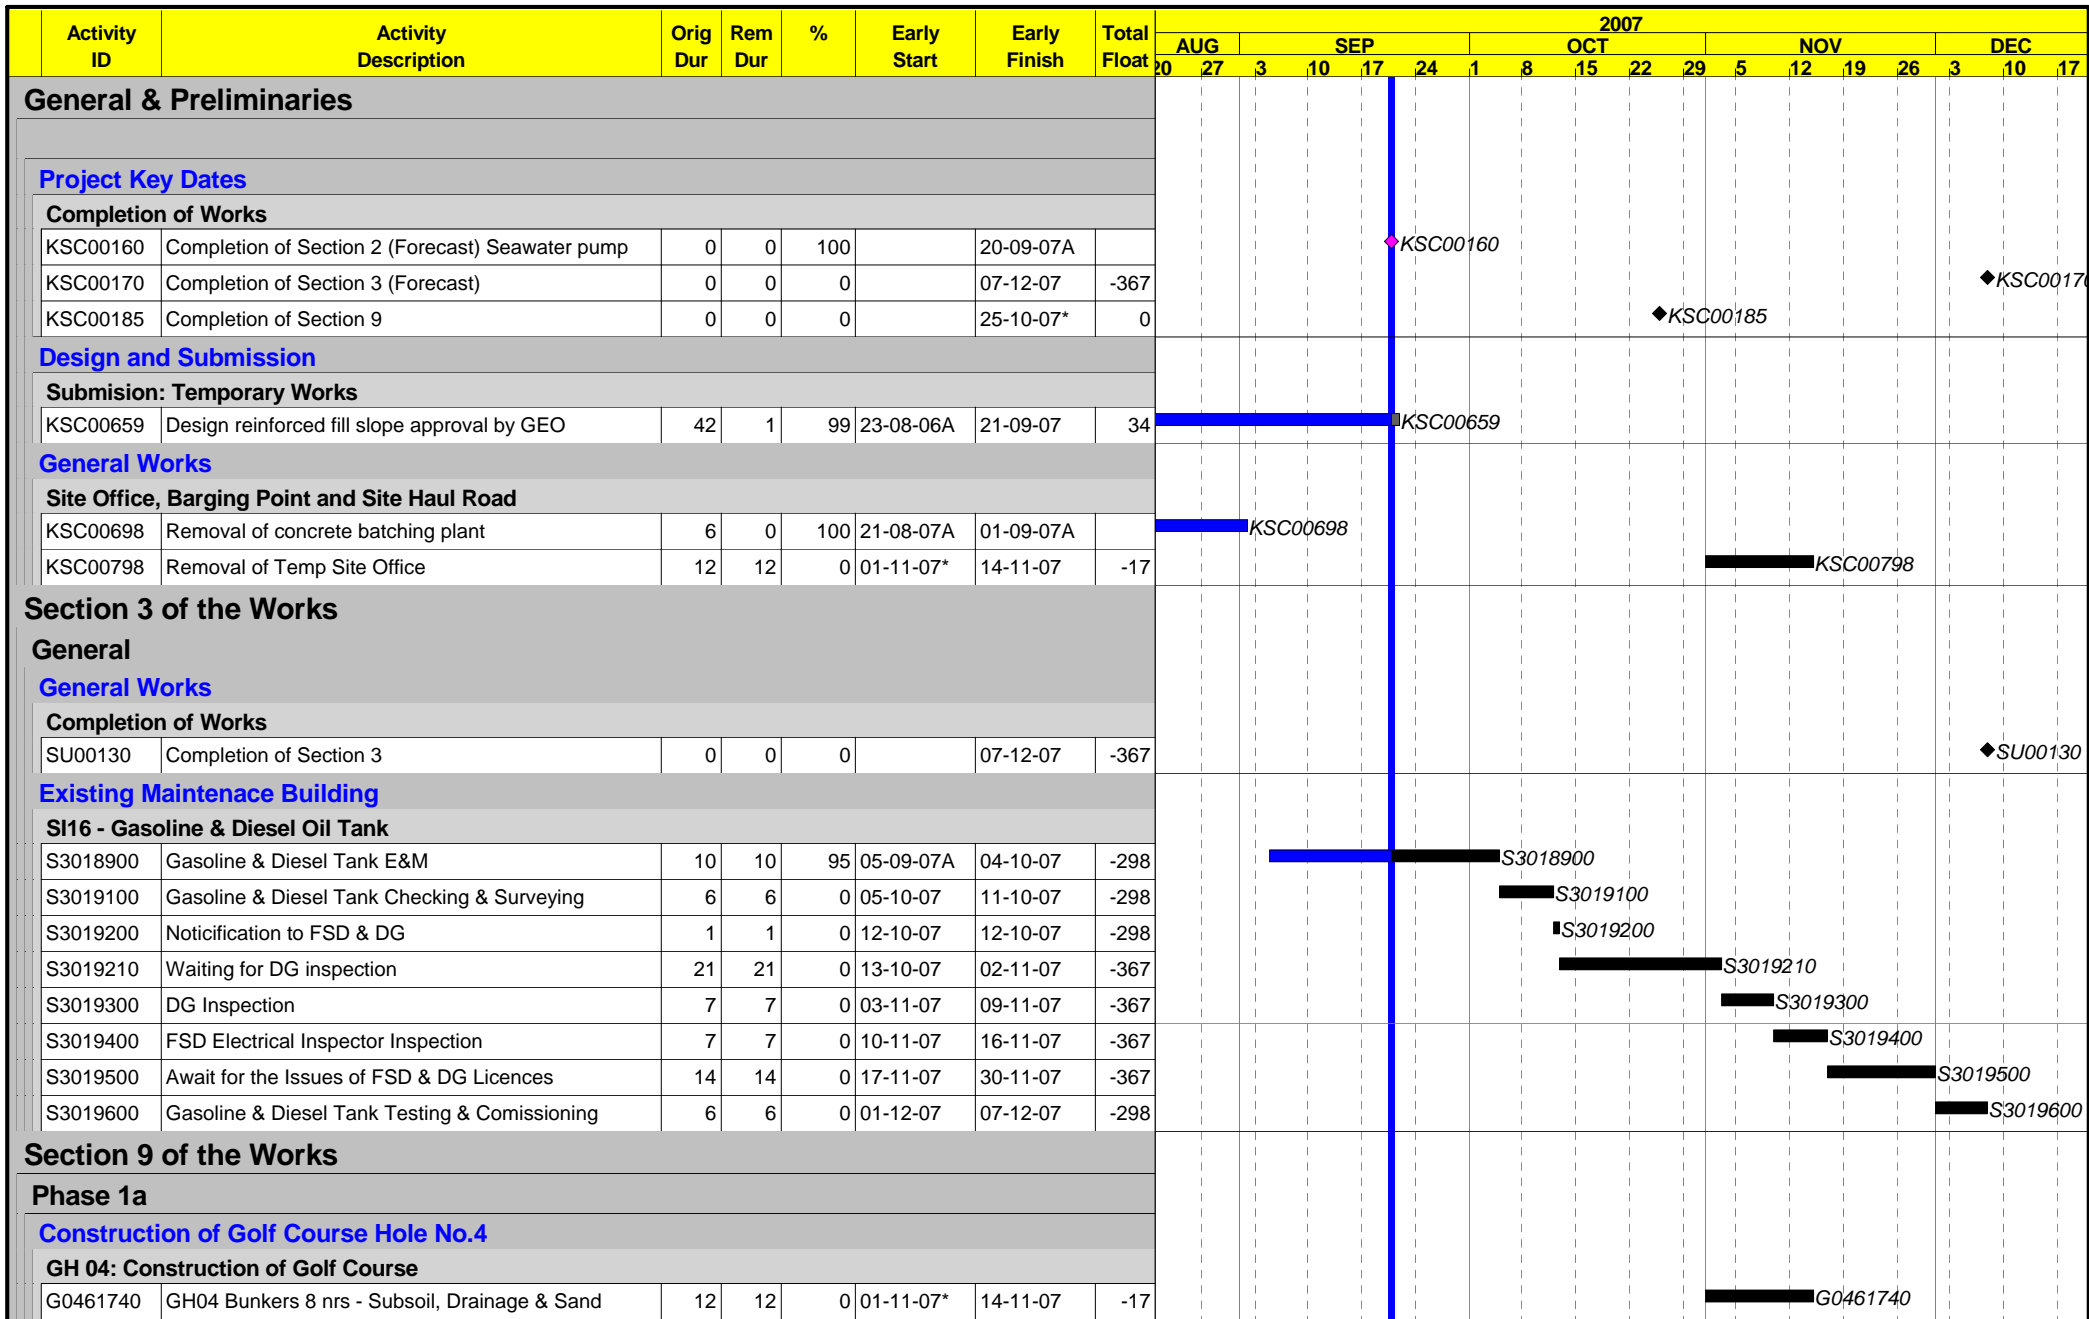 Activity ID Activity Description Orig Dur Rem Dur % Early Start Early Finish Total Float
2007
AUG SEP OCT NOV DEC
20 27 3 10 17 24 1 8 15 22 29 5 12 19 26 3 10 17
General & Preliminaries
Project Key Dates
Completion of Works
KSC00160 Completion of Section 2 (Forecast) Seawater pump 0 0 100 20-09-07A KSC00160
KSC00170 Completion of Section 3 (Forecast) 0 0 0 07-12-07 -367 KSC00170
KSC00185 Completion of Section 9 0 0 0 25-10-07* 0 KSC00185
Design and Submission
Submision: Temporary Works
KSC00659 Design reinforced fill slope approval by GEO 42 1 99 23-08-06A 21-09-07 34 KSC00659
General Works
Site Office, Barging Point and Site Haul Road
KSC00698 Removal of concrete batching plant 6 0 100 21-08-07A 01-09-07A KSC00698
KSC00798 Removal of Temp Site Office 12 12 0 01-11-07* 14-11-07 -17 KSC00798
Section 3 of the Works
General
General Works
Completion of Works
SU00130 Completion of Section 3 0 0 0 07-12-07 -367 SU00130
Existing Maintenace Building
SI16 - Gasoline & Diesel Oil Tank
S3018900 Gasoline & Diesel Tank E&M 10 10 95 05-09-07A 04-10-07 -298 S3018900
S3019100 Gasoline & Diesel Tank Checking & Surveying 6 6 0 05-10-07 11-10-07 -298 S3019100
S3019200 Noticification to FSD & DG 1 1 0 12-10-07 12-10-07 -298 S3019200
S3019210 Waiting for DG inspection 21 21 0 13-10-07 02-11-07 -367 S3019210
S3019300 DG Inspection 7 7 0 03-11-07 09-11-07 -367 S3019300
S3019400 FSD Electrical Inspector Inspection 7 7 0 10-11-07 16-11-07 -367 S3019400
S3019500 Await for the Issues of FSD & DG Licences 14 14 0 17-11-07 30-11-07 -367 S3019500
S3019600 Gasoline & Diesel Tank Testing & Comissioning 6 6 0 01-12-07 07-12-07 -298 S3019600
Section 9 of the Works
Phase 1a
Construction of Golf Course Hole No.4
GH 04: Construction of Golf Course
G0461740 GH04 Bunkers 8 nrs - Subsoil, Drainage & Sand 12 12 0 01-11-07* 14-11-07 -17 G0461740